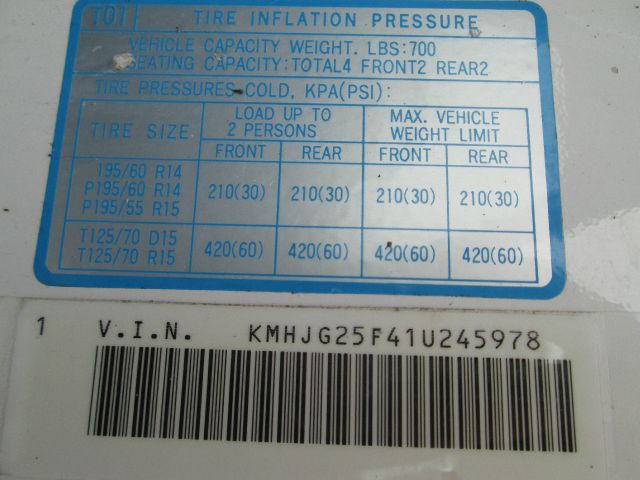 T01 TIRE INFLATION PRESSURE
VEHICLE CAPACITY WEIGHT. LBS:700
SEATING CAPACITY:TOTAL4 FRONT2 REAR2
TIRE PRESSURES COLD, KPA(PSI):
TIRE SIZE
LOAD UP TO 2 PERSONS
MAX. VEHICLE WEIGHT LIMIT
FRONT REAR FRONT REAR
195/60 R14
P195/60 R14 210(30) 210(30) 210(30) 210(30)
P195/55 R15
T125/70 D15
T125/70 R15 420(60) 420(60) 420(60) 420(60)
1 V.I.N. KMHJG25F41U245978